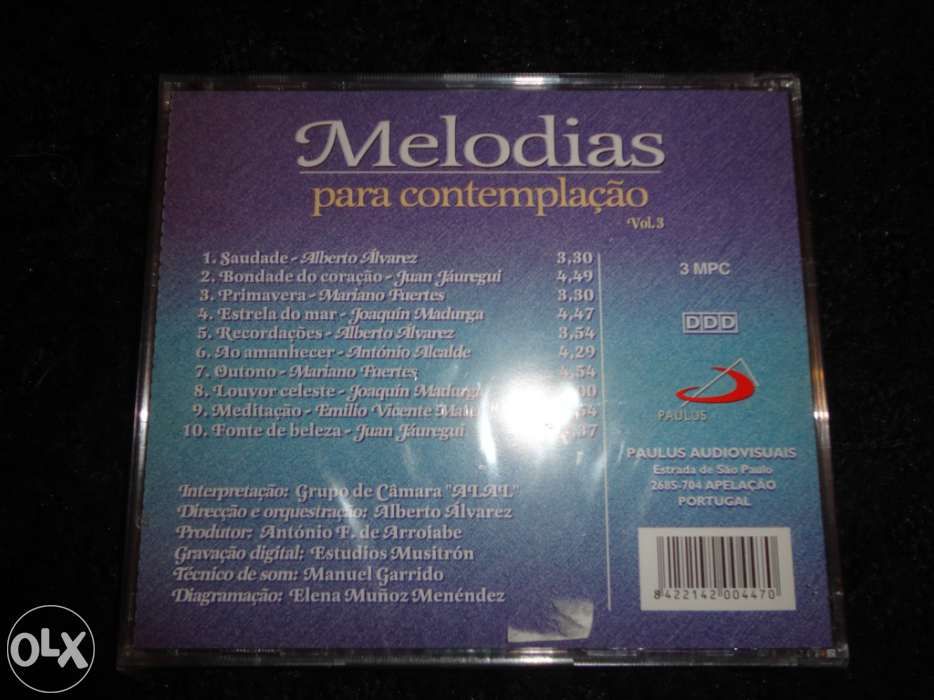 Melodias
para contemplação
Vol. 3
1. Saudade - Alberto Álvarez 3,30
2. Bondade do coração - Juan Jáuregui 4,49
3. Primavera - Mariano Fuertes 3,30
4. Estrela do mar - Joaquín Madurga 4,47
5. Recordações - Alberto Álvarez 3,54
6. Ao amanhecer - António Alcalde 4,29
7. Outono - Mariano Fuertes 4,54
8. Louvor celeste - Joaquín Madurga
9. Meditação - Emilio Vicente
10. Fonte de beleza - Juan Jáuregui
3 MPC
DDD
PAULUS
PAULUS AUDIOVISUAIS
Estrada de São Paulo
2685-704 APELAÇÃO
PORTUGAL
Interpretação: Grupo de Câmara "ALAL"
Direcção e orquestração: Alberto Álvarez
Produtor: António F. de Arroiabe
Gravação digital: Estudios Musitrón
Técnico de som: Manuel Garrido
Diagramação: Elena Muñoz Menéndez
8 422142 004470
OLX